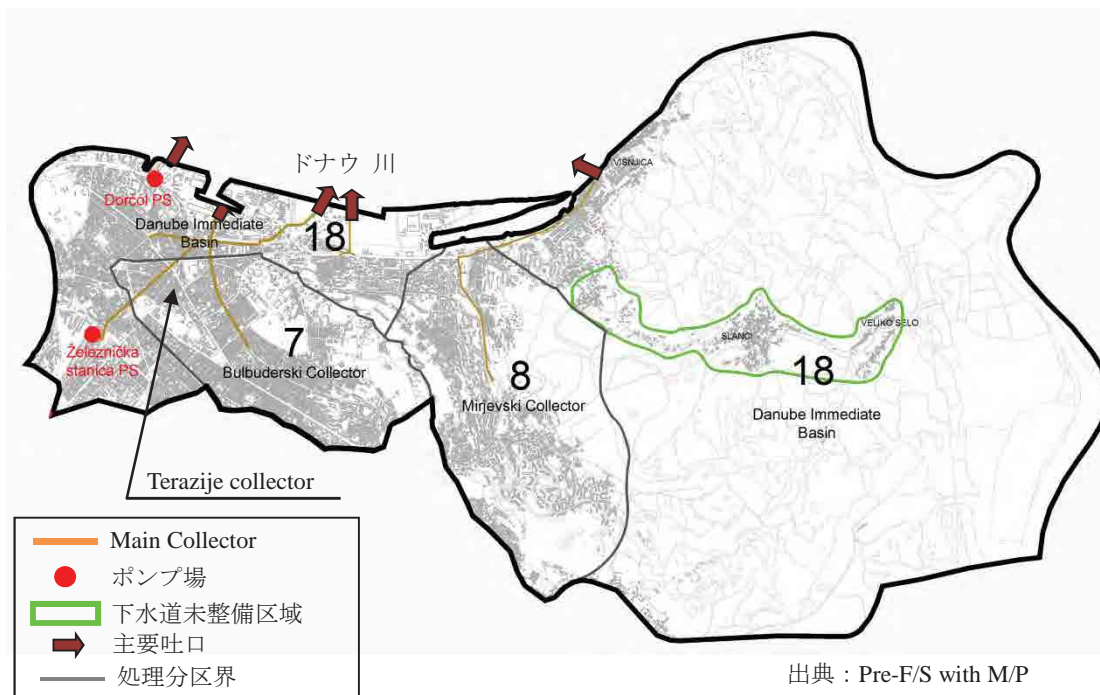 ドナウ 川
VISNJICA
Dorcol PS
Danube Immediate
Basin
18
Železnička
stanica PS
7
Bulbuderski Collector
8
Mirjevski Collector
SLANCI
VELIKO SELO
18
Danube Immediate
Basin
Terazije collector
Main Collector
ポンプ場
下水道未整備区域
主要吐口
処理分区界
出典：Pre-F/S with M/P